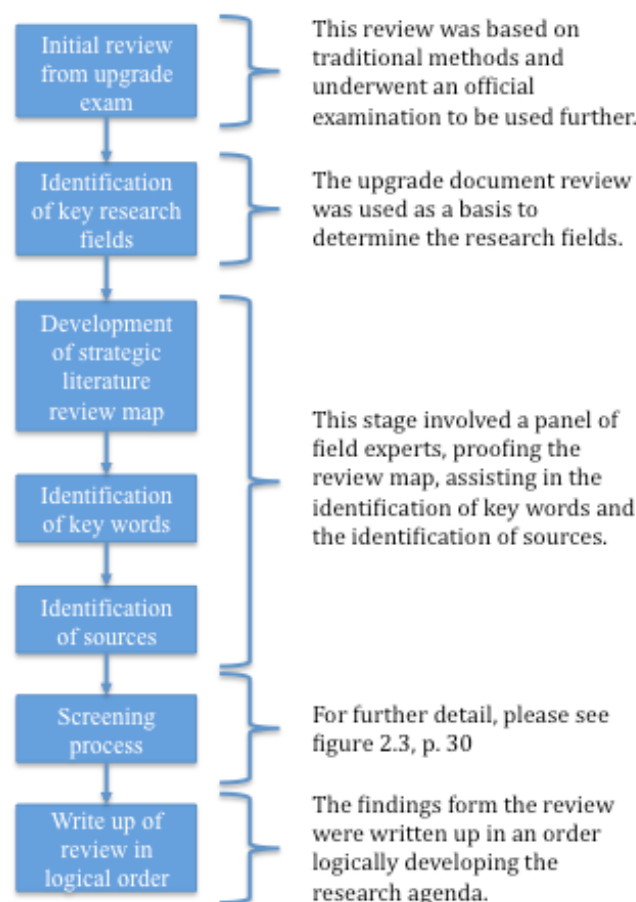 Initial review
from upgrade
exam
This review was based on
traditional methods and
underwent an official
examination to be used further.
Identification
of key research
fields
The upgrade document review
was used as a basis to
determine the research fields.
Development
of strategic
literature
review map
Identification
of key words
Identification
of sources
This stage involved a panel of
field experts, proofing the
review map, assisting in the
identification of key words and
the identification of sources.
Screening
process
For further detail, please see
figure 2.3, p. 30
Write up of
review in
logical order
The findings form the review
were written up in an order
logically developing the
research agenda.